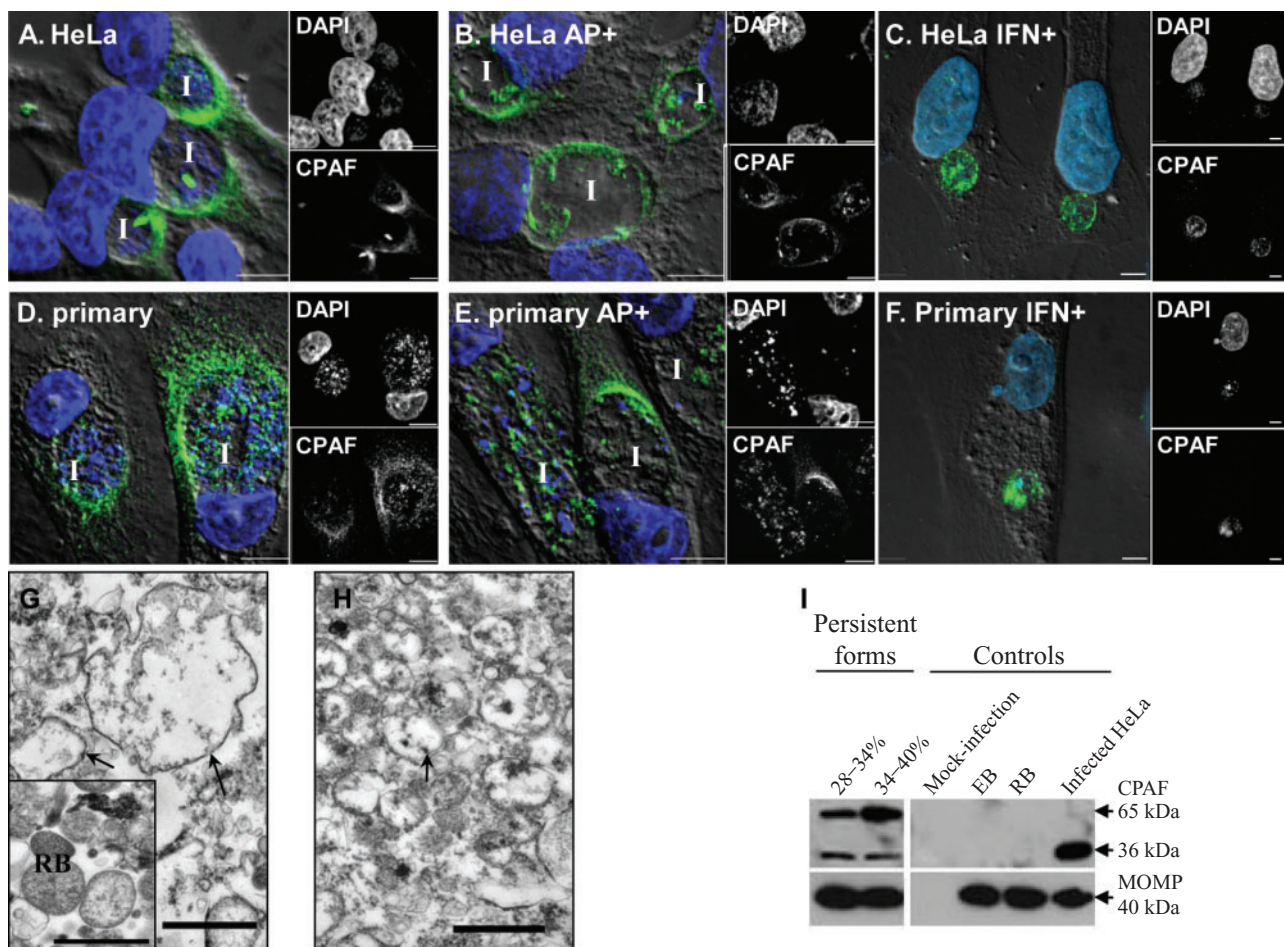 A. HeLa
DAPI
CPAF
I
I
I
B. HeLa AP+
DAPI
CPAF
I
I
I
C. HeLa IFN+
DAPI
CPAF
D. primary
DAPI
CPAF
I
I
E. primary AP+
DAPI
CPAF
I
I
I
F. Primary IFN+
DAPI
CPAF
G
RB
H
I
Persistent
forms
Controls
28–34%
34–40%
Mock-infection
EB
RB
Infected HeLa
CPAF
65 kDa
36 kDa
MOMP
40 kDa